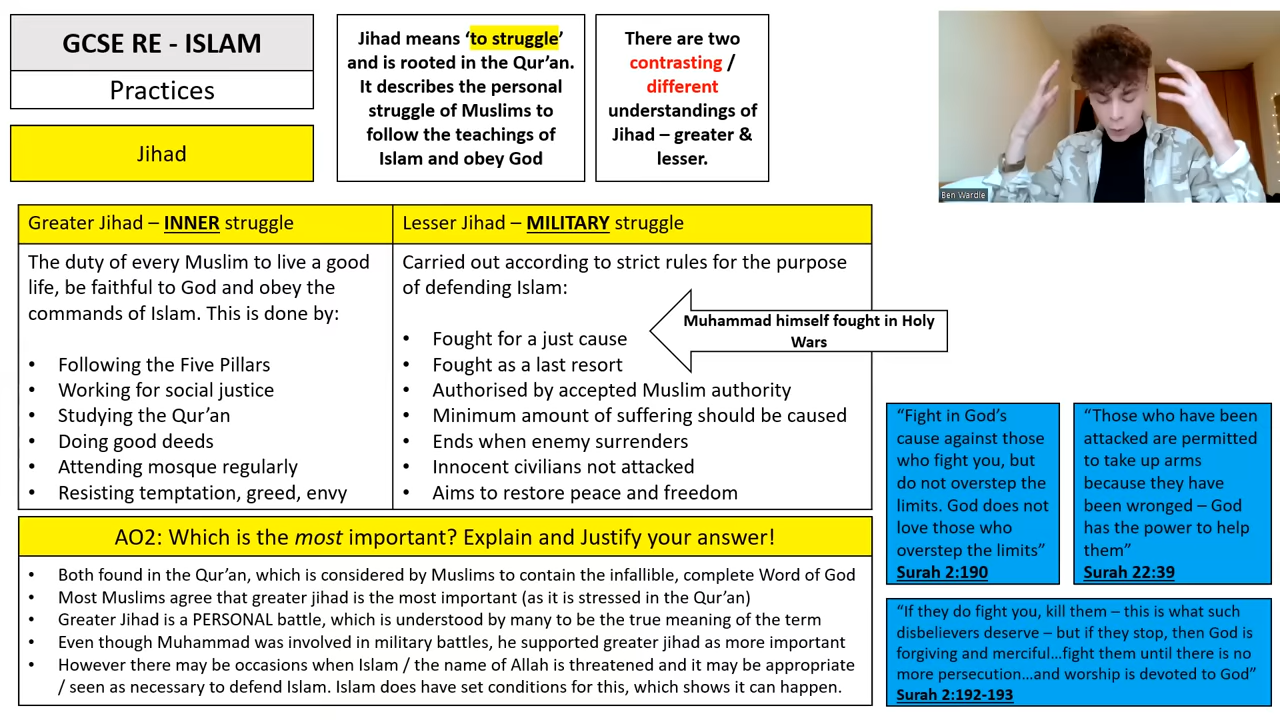 GCSE RE - ISLAM
Practices
Jihad
Jihad means ‘to struggle’
and is rooted in the Qur’an.
It describes the personal
struggle of Muslims to
follow the teachings of
Islam and obey God
There are two
contrasting /
different
understandings of
Jihad – greater &
lesser.
Ben Wardle
Greater Jihad – INNER struggle
The duty of every Muslim to live a good
life, be faithful to God and obey the
commands of Islam. This is done by:
• Following the Five Pillars
• Working for social justice
• Studying the Qur’an
• Doing good deeds
• Attending mosque regularly
• Resisting temptation, greed, envy
Lesser Jihad – MILITARY struggle
Carried out according to strict rules for the purpose
of defending Islam:
• Fought for a just cause
• Fought as a last resort
• Authorised by accepted Muslim authority
• Minimum amount of suffering should be caused
• Ends when enemy surrenders
• Innocent civilians not attacked
• Aims to restore peace and freedom
Muhammad himself fought in Holy
Wars
AO2: Which is the most important? Explain and Justify your answer!
• Both found in the Qur’an, which is considered by Muslims to contain the infallible, complete Word of God
• Most Muslims agree that greater jihad is the most important (as it is stressed in the Qur’an)
• Greater Jihad is a PERSONAL battle, which is understood by many to be the true meaning of the term
• Even though Muhammad was involved in military battles, he supported greater jihad as more important
• However there may be occasions when Islam / the name of Allah is threatened and it may be appropriate
/ seen as necessary to defend Islam. Islam does have set conditions for this, which shows it can happen.
“Fight in God’s
cause against those
who fight you, but
do not overstep the
limits. God does not
love those who
overstep the limits”
Surah 2:190
“Those who have been
attacked are permitted
to take up arms
because they have
been wronged – God
has the power to help
them”
Surah 22:39
“If they do fight you, kill them – this is what such
disbelievers deserve – but if they stop, then God is
forgiving and merciful…fight them until there is no
more persecution…and worship is devoted to God”
Surah 2:192-193